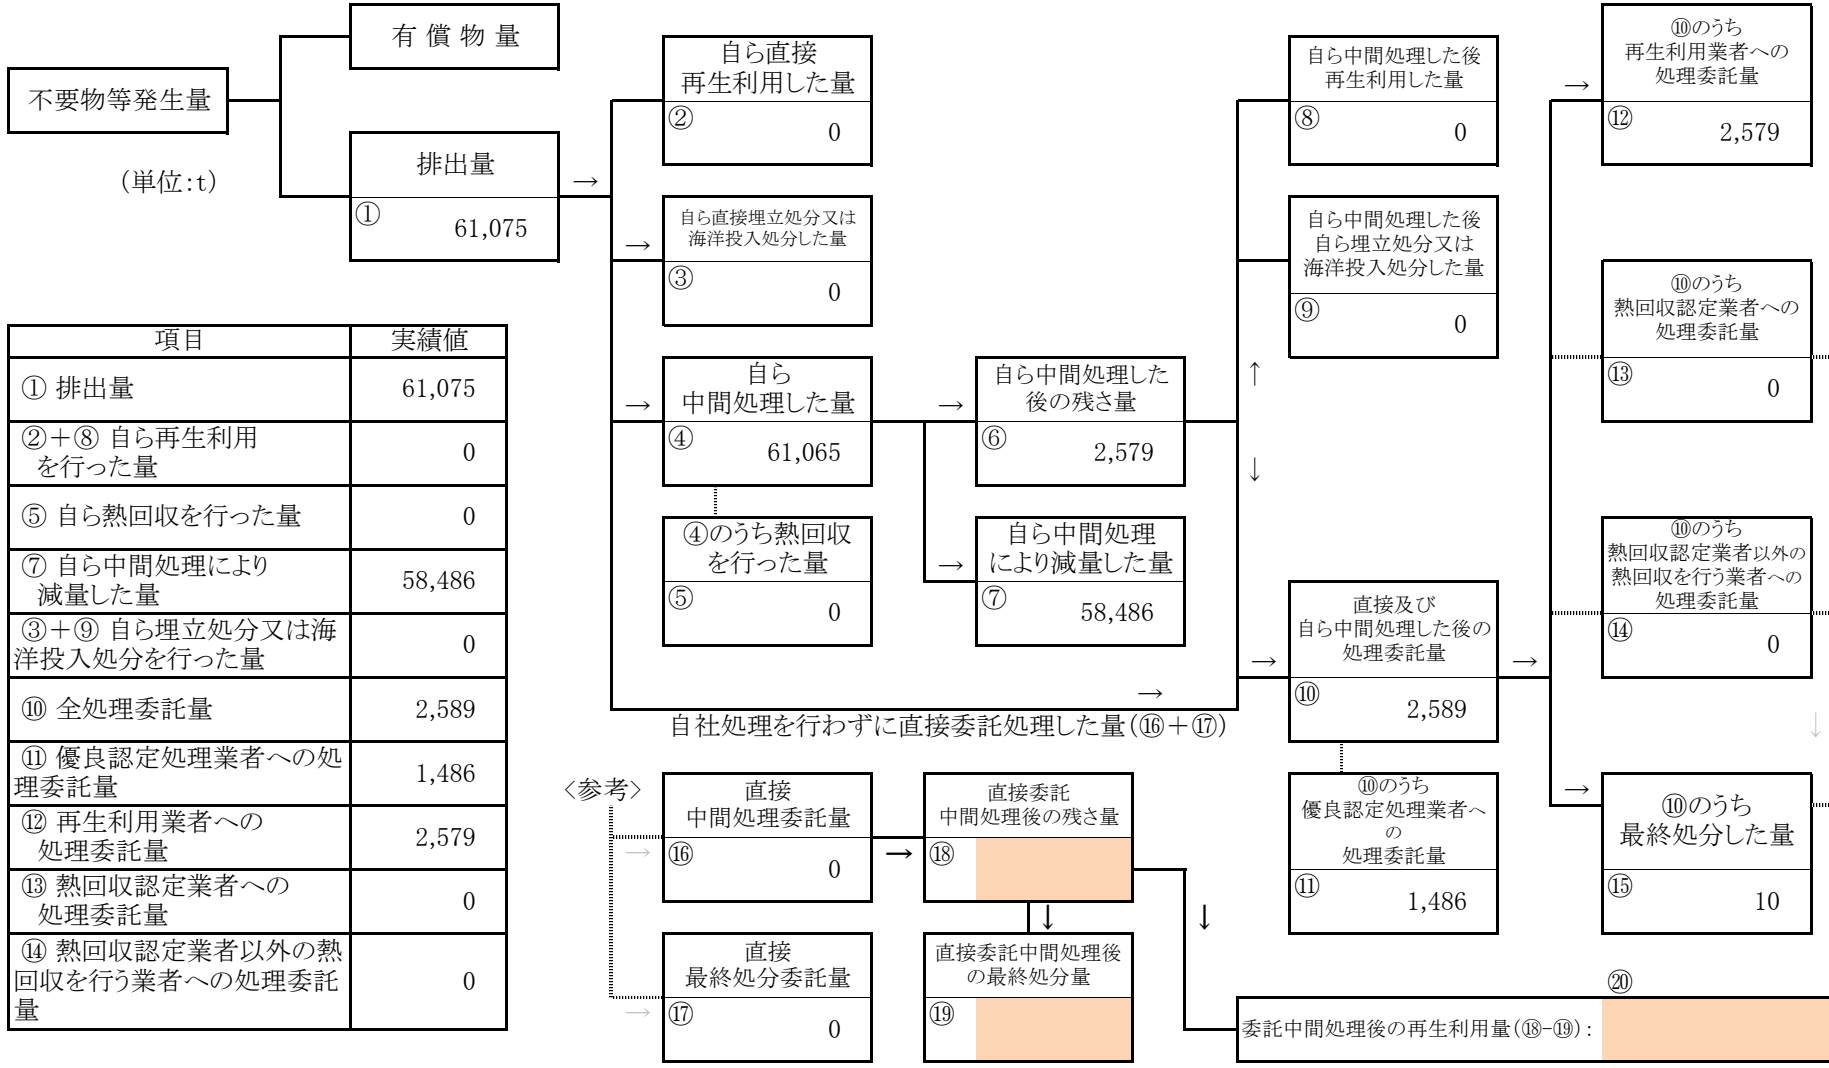 有 償 物 量
不要物等発生量
(単位:t)
排出量
①
61,075
→
自ら直接
再生利用した量
②
0
→
自ら直接埋立処分又は
海洋投入処分した量
③
0
→
自ら
中間処理した量
④
61,065
④のうち熱回収
を行った量
⑤
0
→
自ら中間処理した
後の残さ量
⑥
2,579
→
自ら中間処理
により減量した量
⑦
58,486
自ら中間処理した後
再生利用した量
⑧
0
自ら中間処理した後
自ら埋立処分又は
海洋投入処分した量
⑨
0
↑
↓
→
→
自社処理を行わずに直接委託処理した量(⑯+⑰)
直接及び
自ら中間処理した後の
処理委託量
⑩
2,589
→
⑩のうち
優良認定処理業者へ
の
処理委託量
⑪
1,486
→
⑩のうち
再生利用業者への
処理委託量
⑫
2,579
⑩のうち
熱回収認定業者への
処理委託量
⑬
0
⑩のうち
熱回収認定業者以外の
熱回収を行う業者への
処理委託量
⑭
0
↓
→
⑩のうち
最終処分した量
⑮
10
項目 実績値
① 排出量 61,075
②+⑧ 自ら再生利用
を行った量 0
⑤ 自ら熱回収を行った量 0
⑦ 自ら中間処理により
減量した量 58,486
③+⑨ 自ら埋立処分又は海
洋投入処分を行った量 0
⑩ 全処理委託量 2,589
⑪ 優良認定処理業者への処
理委託量 1,486
⑫ 再生利用業者への
処理委託量 2,579
⑬ 熱回収認定業者への
処理委託量 0
⑭ 熱回収認定業者以外の熱
回収を行う業者への処理委託
量 0
<参考>
→
直接
中間処理委託量
⑯
0
→
直接委託
中間処理後の残さ量
⑱
↓
↓
→
直接
最終処分委託量
⑰
0
直接委託中間処理後
の最終処分量
⑲
⑳
委託中間処理後の再生利用量(⑱-⑲):